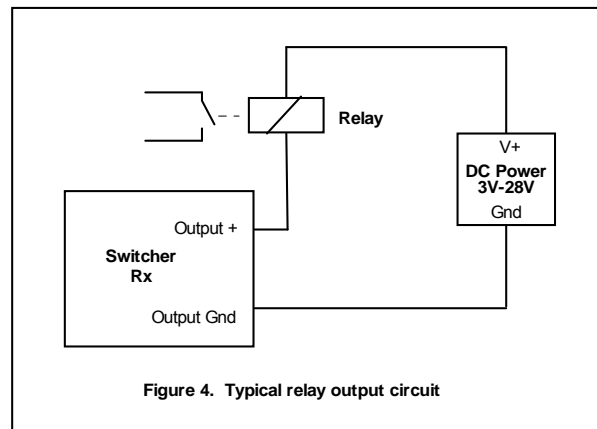 Relay
V+
DC Power
3V-28V
Gnd
Output +
Switcher
Rx
Output Gnd
Figure 4. Typical relay output circuit